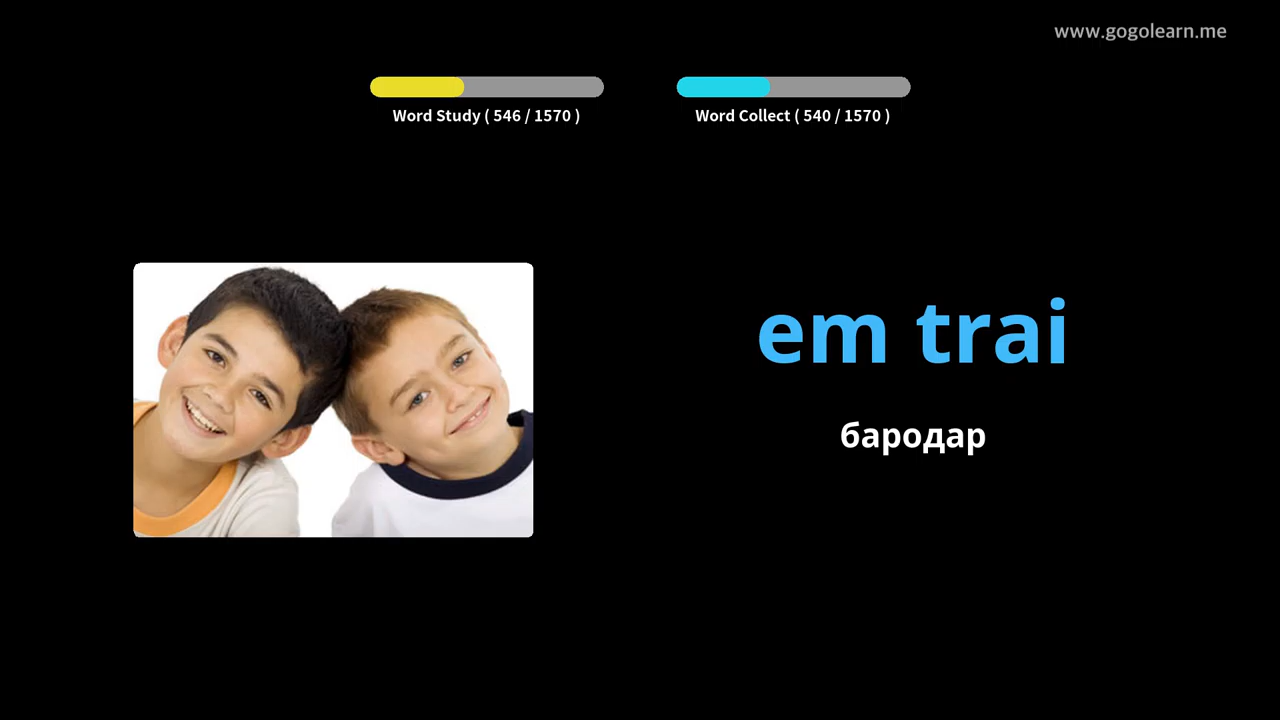 www.gogolearn.me
Word Study ( 546 / 1570 )
Word Collect ( 540 / 1570 )
em trai
бародар